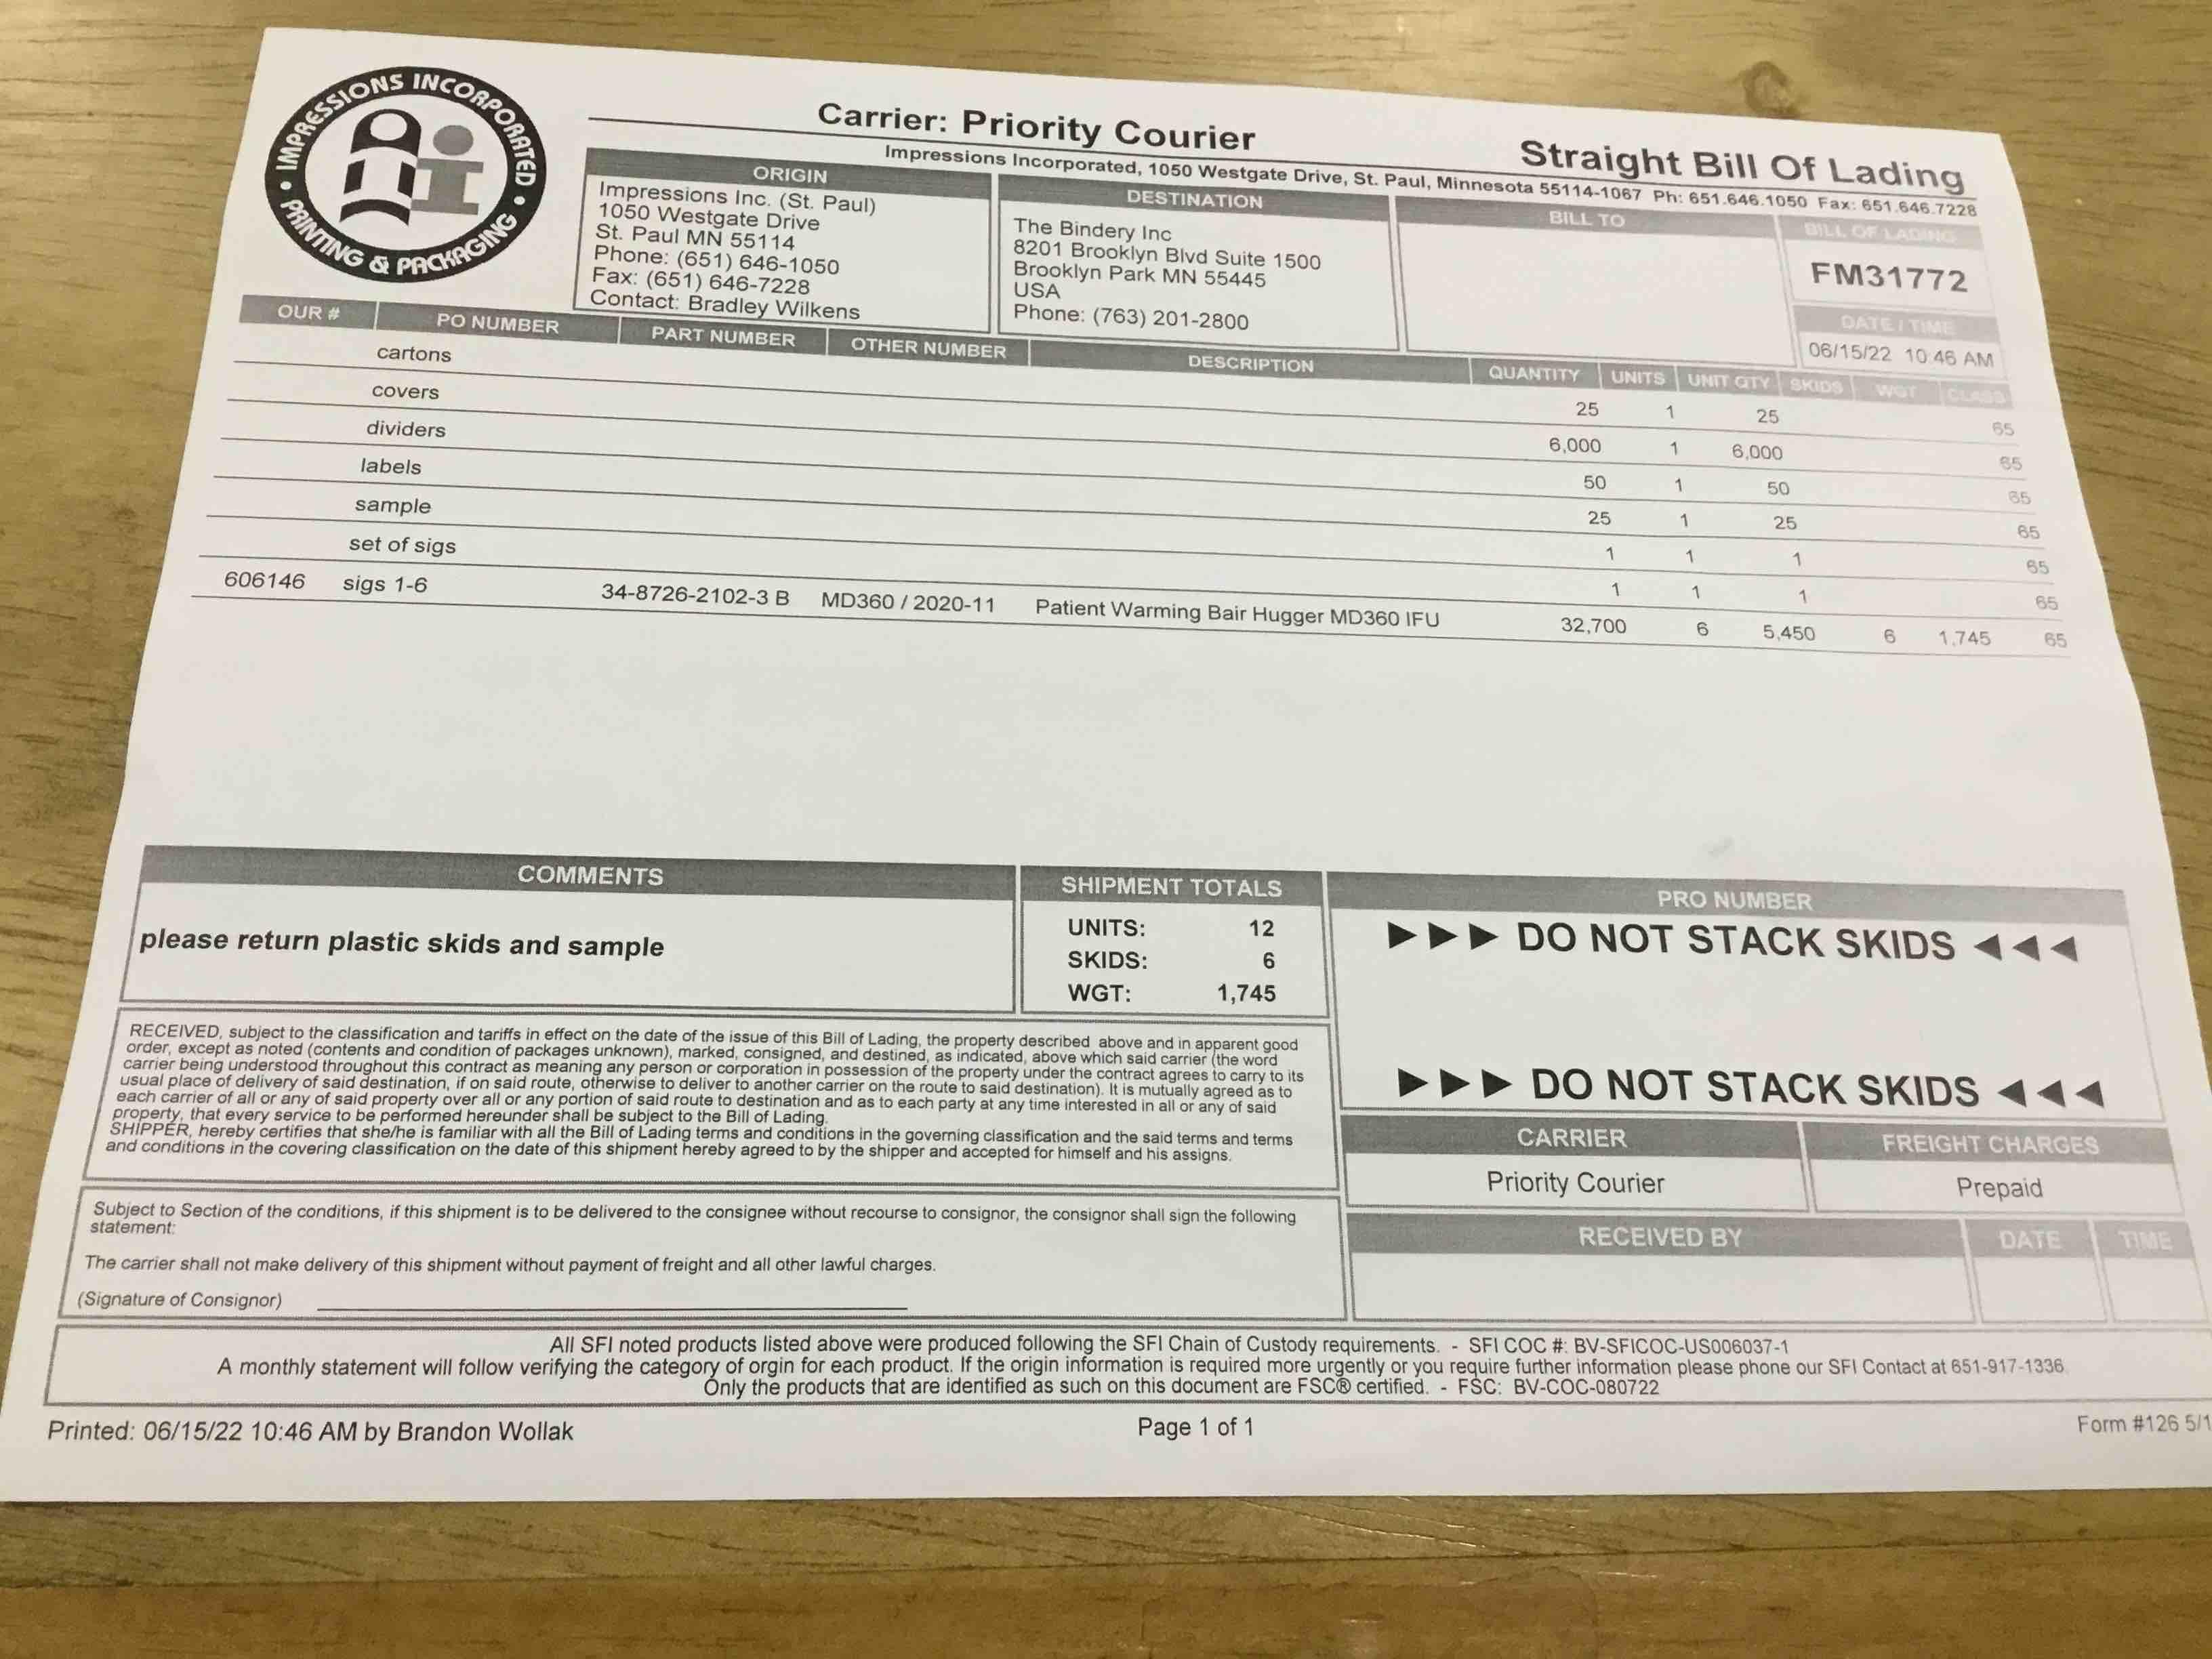 IMPRESSIONS INCORPORATED • PRINTING & PACKAGING •
Carrier: Priority Courier
Straight Bill Of Lading
Impressions Incorporated, 1050 Westgate Drive, St. Paul, Minnesota 55114-1067 Ph: 651.646.1050 Fax: 651.646.7228
ORIGIN
Impressions Inc. (St. Paul)
1050 Westgate Drive
St. Paul MN 55114
Phone: (651) 646-1050
Fax: (651) 646-7228
Contact: Bradley Wilkens
DESTINATION
The Bindery Inc
8201 Brooklyn Blvd Suite 1500
Brooklyn Park MN 55445
USA
Phone: (763) 201-2800
BILL TO
BILL OF LADING
FM31772
DATE / TIME
06/15/22 10:46 AM
OUR # PO NUMBER PART NUMBER OTHER NUMBER DESCRIPTION QUANTITY UNITS UNIT QTY SKIDS WGT CLASS
cartons 25 1 25 65
covers 6,000 1 6,000 65
dividers 50 1 50 65
labels 25 1 25 65
sample 1 1 1 65
set of sigs 1 1 1 65
606146 sigs 1-6 34-8726-2102-3 B MD360 / 2020-11 Patient Warming Bair Hugger MD360 IFU 32,700 6 5,450 6 1,745 65
COMMENTS
please return plastic skids and sample
SHIPMENT TOTALS
UNITS: 12
SKIDS: 6
WGT: 1,745
PRO NUMBER
▶▶▶ DO NOT STACK SKIDS ◀◀◀
▶▶▶ DO NOT STACK SKIDS ◀◀◀
RECEIVED, subject to the classification and tariffs in effect on the date of the issue of this Bill of Lading, the property described above and in apparent good
order, except as noted (contents and condition of packages unknown), marked, consigned, and destined, as indicated, above which said carrier (the word
carrier being understood throughout this contract as meaning any person or corporation in possession of the property under the contract agrees to carry to its
usual place of delivery of said destination, if on said route, otherwise to deliver to another carrier on the route to said destination). It is mutually agreed as to
each carrier of all or any of said property over all or any portion of said route to destination and as to each party at any time interested in all or any of said
property, that every service to be performed hereunder shall be subject to the Bill of Lading.
SHIPPER, hereby certifies that she/he is familiar with all the Bill of Lading terms and conditions in the governing classification and the said terms and terms
and conditions in the covering classification on the date of this shipment hereby agreed to by the shipper and accepted for himself and his assigns.
CARRIER
Priority Courier
FREIGHT CHARGES
Prepaid
Subject to Section of the conditions, if this shipment is to be delivered to the consignee without recourse to consignor, the consignor shall sign the following
statement:
The carrier shall not make delivery of this shipment without payment of freight and all other lawful charges.
(Signature of Consignor)
RECEIVED BY DATE TIME
All SFI noted products listed above were produced following the SFI Chain of Custody requirements. - SFI COC #: BV-SFICOC-US006037-1
A monthly statement will follow verifying the category of orgin for each product. If the origin information is required more urgently or you require further information please phone our SFI Contact at 651-917-1336.
Only the products that are identified as such on this document are FSC® certified. - FSC: BV-COC-080722
Printed: 06/15/22 10:46 AM by Brandon Wollak
Page 1 of 1
Form #126 5/1